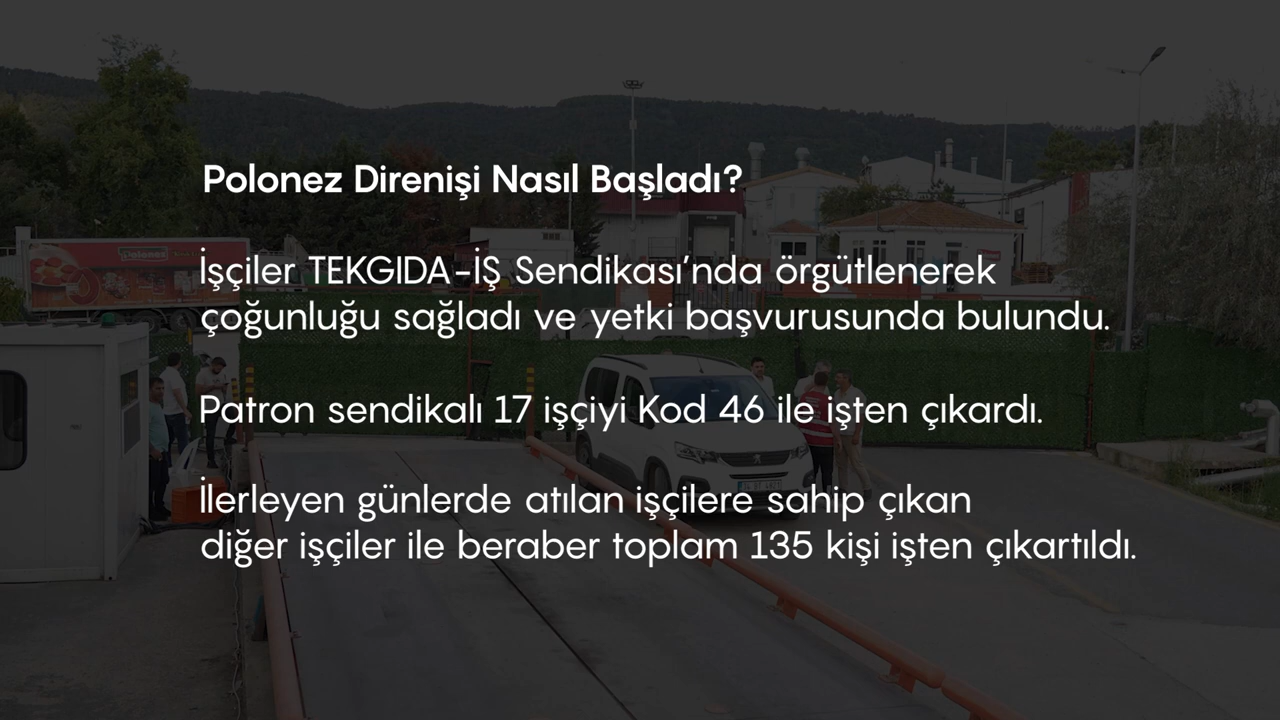 Polonez Direnişi Nasıl Başladı?
İşçiler TEKGIDA-İŞ Sendikası'nda örgütlenerek
çoğunluğu sağladı ve yetki başvurusunda bulundu.
Patron sendikalı 17 işçiyi Kod 46 ile işten çıkardı.
İlerleyen günlerde atılan işçilere sahip çıkan
diğer işçiler ile beraber toplam 135 kişi işten çıkartıldı.
Polonez